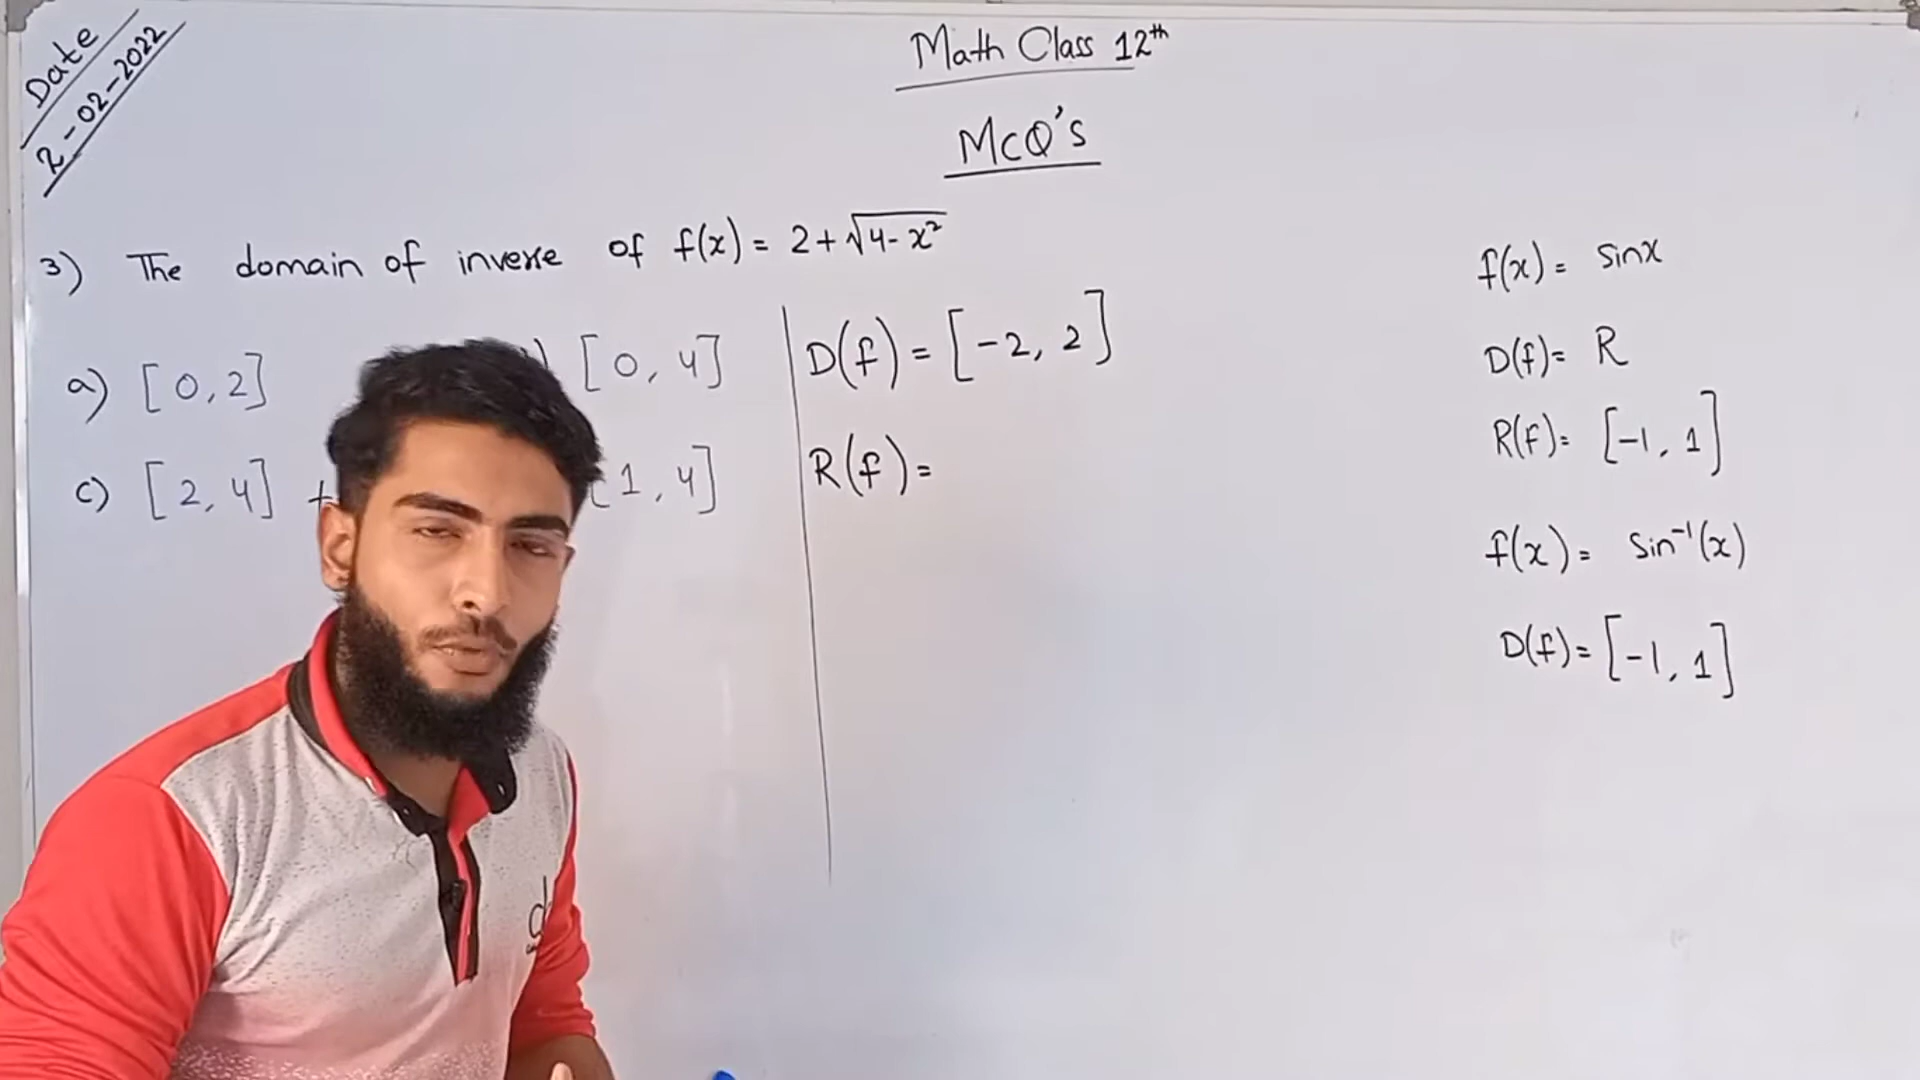 Date
2-02-2022
Math Class 12th
McQ's
3) The domain of inverse of f(x) = 2+√4-x²
a) [0,2]
) [0,4]
c) [2,4]
[1,4]
D(f) = [-2, 2]
R(f) =
f(x) = Sinx
D(f) = R
R(f) = [-1, 1]
f(x) = Sin⁻¹(x)
D(f) = [-1, 1]